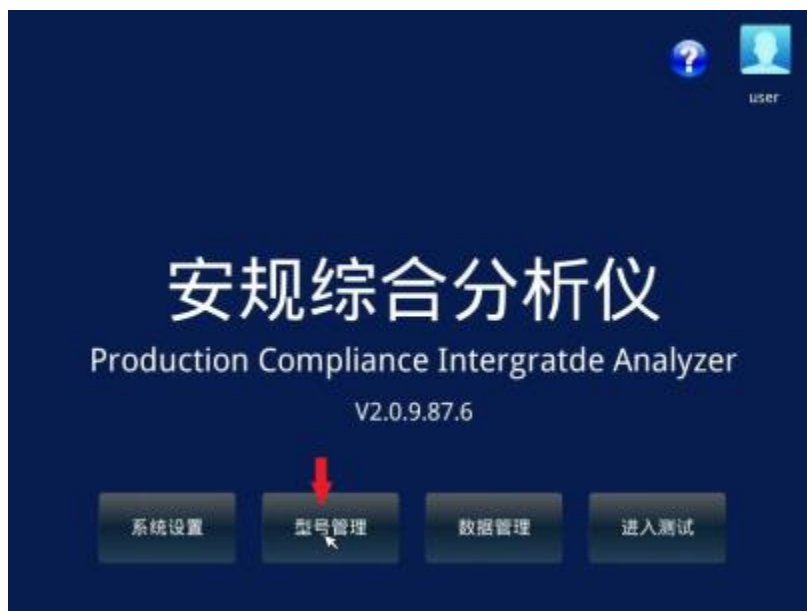 ?
user
安规综合分析仪
Production Compliance Intergratde Analyzer
V2.0.9.87.6
系统设置 型号管理 数据管理 进入测试